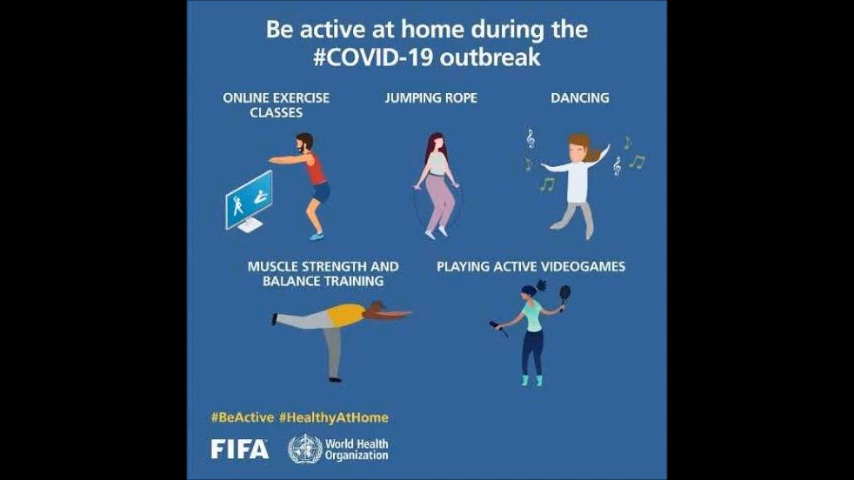 Be active at home during the
#COVID-19 outbreak
ONLINE EXERCISE
CLASSES
JUMPING ROPE
DANCING
MUSCLE STRENGTH AND
BALANCE TRAINING
PLAYING ACTIVE VIDEOGAMES
#BeActive #HealthyAtHome
FIFA
World Health
Organization